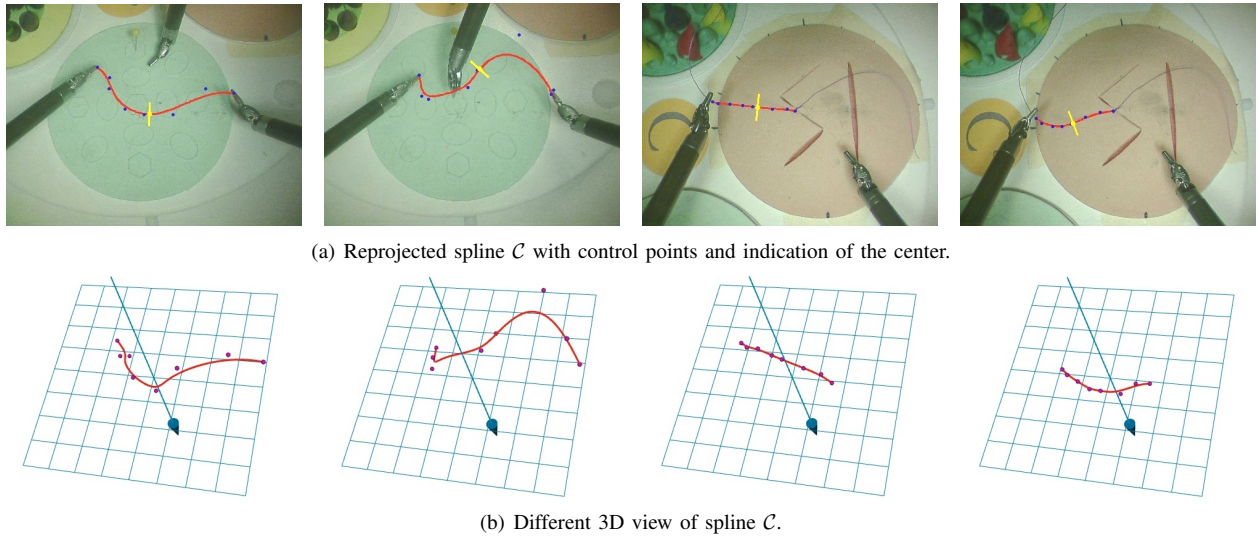 (a) Reprojected spline 𝒞 with control points and indication of the center.
(b) Different 3D view of spline 𝒞.